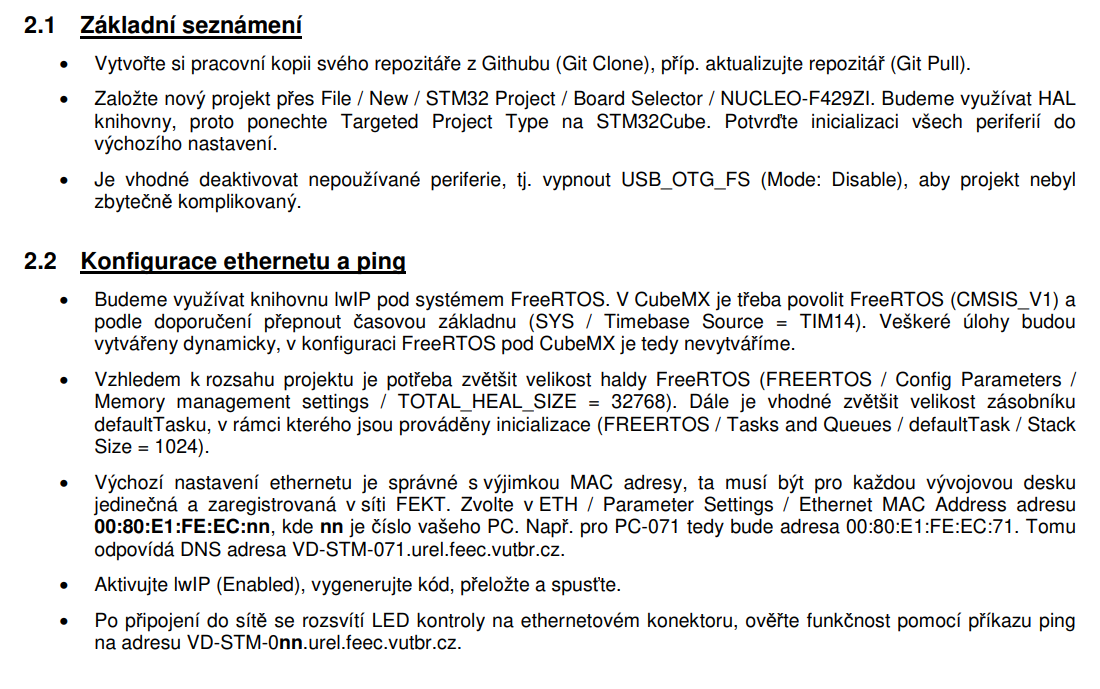 2.1 Základní seznámení
• Vytvořte si pracovní kopii svého repozitáře z Githubu (Git Clone), příp. aktualizujte repozitář (Git Pull).
• Založte nový projekt přes File / New / STM32 Project / Board Selector / NUCLEO-F429ZI. Budeme využívat HAL
knihovny, proto ponechte Targeted Project Type na STM32Cube. Potvrďte inicializaci všech periferií do
výchozího nastavení.
• Je vhodné deaktivovat nepoužívané periferie, tj. vypnout USB_OTG_FS (Mode: Disable), aby projekt nebyl
zbytečně komplikovaný.
2.2 Konfigurace ethernetu a ping
• Budeme využívat knihovnu lwIP pod systémem FreeRTOS. V CubeMX je třeba povolit FreeRTOS (CMSIS_V1) a
podle doporučení přepnout časovou základnu (SYS / Timebase Source = TIM14). Veškeré úlohy budou
vytvářeny dynamicky, v konfiguraci FreeRTOS pod CubeMX je tedy nevytváříme.
• Vzhledem k rozsahu projektu je potřeba zvětšit velikost haldy FreeRTOS (FREERTOS / Config Parameters /
Memory management settings / TOTAL_HEAL_SIZE = 32768). Dále je vhodné zvětšit velikost zásobníku
defaultTasku, v rámci kterého jsou prováděny inicializace (FREERTOS / Tasks and Queues / defaultTask / Stack
Size = 1024).
• Výchozí nastavení ethernetu je správné s výjimkou MAC adresy, ta musí být pro každou vývojovou desku
jedinečná a zaregistrovaná v síti FEKT. Zvolte v ETH / Parameter Settings / Ethernet MAC Address adresu
00:80:E1:FE:EC:nn, kde nn je číslo vašeho PC. Např. pro PC-071 tedy bude adresa 00:80:E1:FE:EC:71. Tomu
odpovídá DNS adresa VD-STM-071.urel.feec.vutbr.cz.
• Aktivujte lwIP (Enabled), vygenerujte kód, přeložte a spusťte.
• Po připojení do sítě se rozsvítí LED kontroly na ethernetovém konektoru, ověřte funkčnost pomocí příkazu ping
na adresu VD-STM-0nn.urel.feec.vutbr.cz.